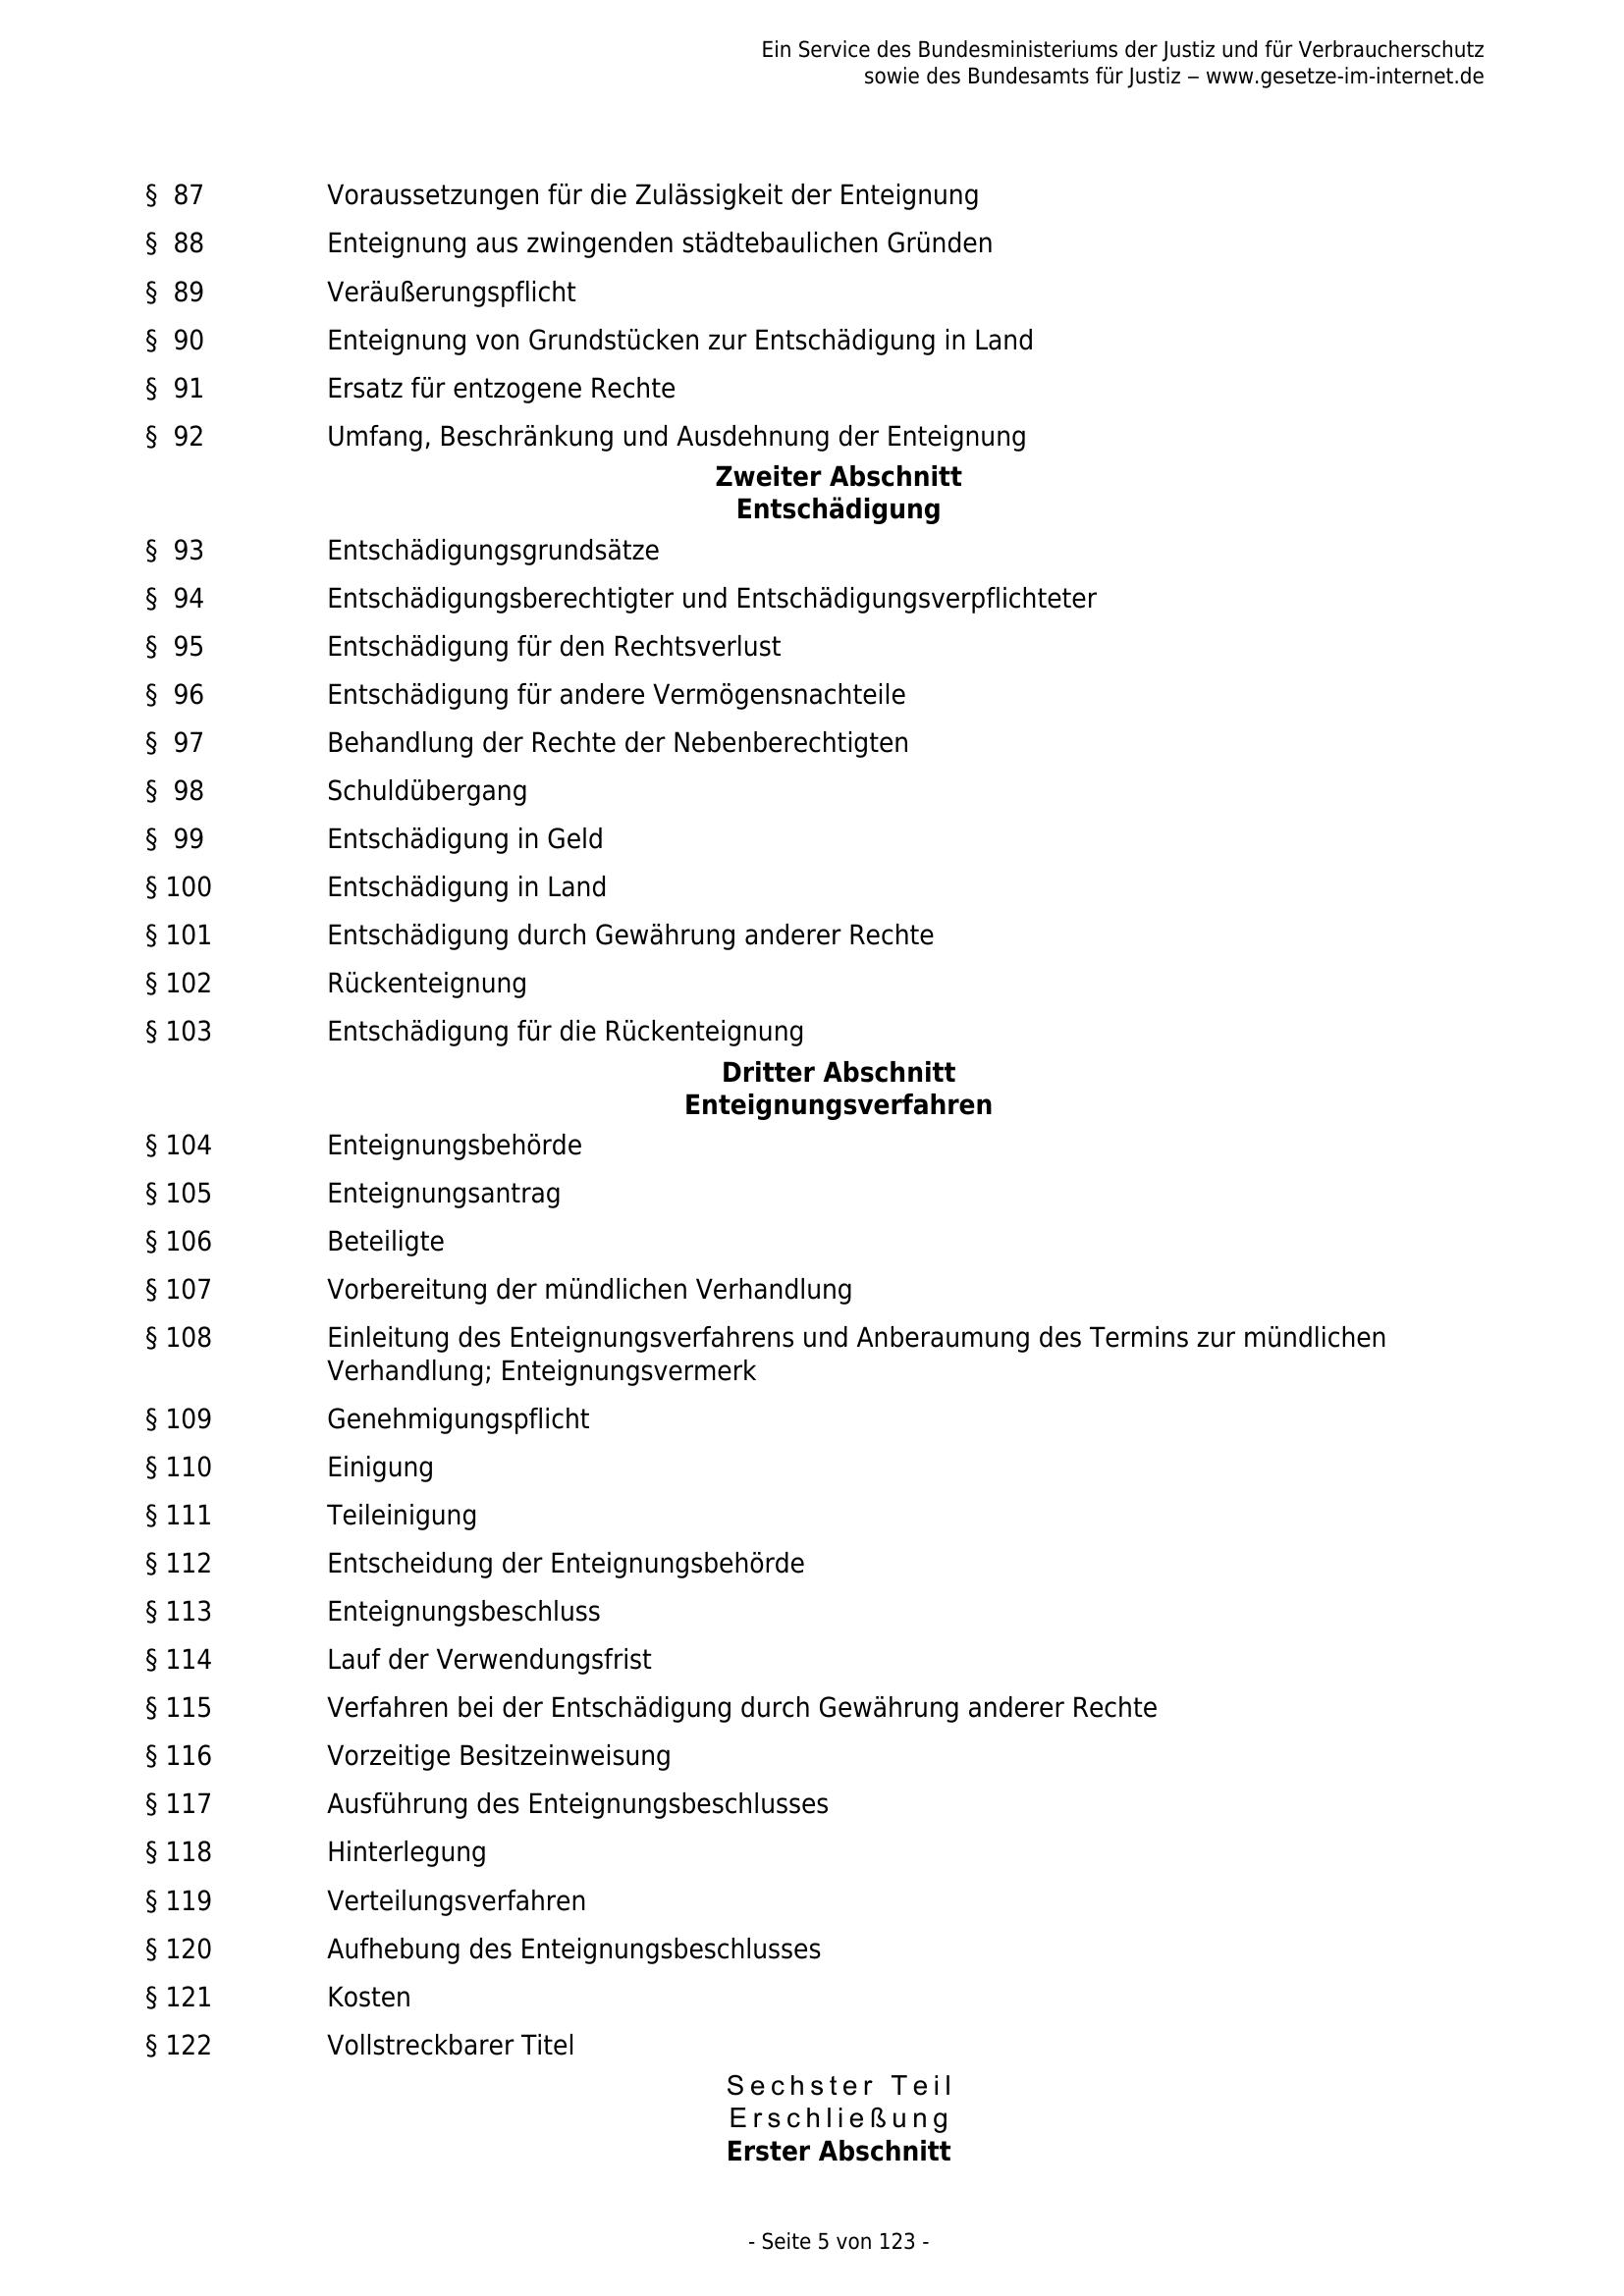 Ein Service des Bundesministeriums der Justiz und für Verbraucherschutz
sowie des Bundesamts für Justiz ‒ www.gesetze-im-internet.de
§ 87 Voraussetzungen für die Zulässigkeit der Enteignung
§ 88 Enteignung aus zwingenden städtebaulichen Gründen
§ 89 Veräußerungspflicht
§ 90 Enteignung von Grundstücken zur Entschädigung in Land
§ 91 Ersatz für entzogene Rechte
§ 92 Umfang, Beschränkung und Ausdehnung der Enteignung
Zweiter Abschnitt
Entschädigung
§ 93 Entschädigungsgrundsätze
§ 94 Entschädigungsberechtigter und Entschädigungsverpflichteter
§ 95 Entschädigung für den Rechtsverlust
§ 96 Entschädigung für andere Vermögensnachteile
§ 97 Behandlung der Rechte der Nebenberechtigten
§ 98 Schuldübergang
§ 99 Entschädigung in Geld
§ 100 Entschädigung in Land
§ 101 Entschädigung durch Gewährung anderer Rechte
§ 102 Rückenteignung
§ 103 Entschädigung für die Rückenteignung
Dritter Abschnitt
Enteignungsverfahren
§ 104 Enteignungsbehörde
§ 105 Enteignungsantrag
§ 106 Beteiligte
§ 107 Vorbereitung der mündlichen Verhandlung
§ 108 Einleitung des Enteignungsverfahrens und Anberaumung des Termins zur mündlichen
Verhandlung; Enteignungsvermerk
§ 109 Genehmigungspflicht
§ 110 Einigung
§ 111 Teileinigung
§ 112 Entscheidung der Enteignungsbehörde
§ 113 Enteignungsbeschluss
§ 114 Lauf der Verwendungsfrist
§ 115 Verfahren bei der Entschädigung durch Gewährung anderer Rechte
§ 116 Vorzeitige Besitzeinweisung
§ 117 Ausführung des Enteignungsbeschlusses
§ 118 Hinterlegung
§ 119 Verteilungsverfahren
§ 120 Aufhebung des Enteignungsbeschlusses
§ 121 Kosten
§ 122 Vollstreckbarer Titel
Sechster Teil
Erschließung
Erster Abschnitt
- Seite 5 von 123 -